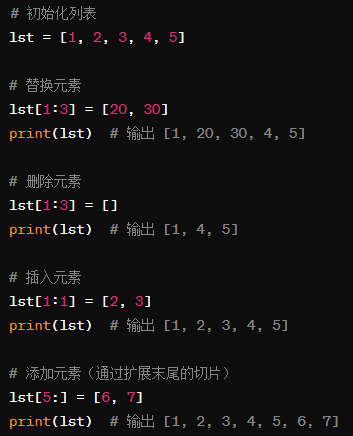 # 初始化列表
lst = [1, 2, 3, 4, 5]
# 替换元素
lst[1:3] = [20, 30]
print(lst)  # 输出 [1, 20, 30, 4, 5]
# 删除元素
lst[1:3] = []
print(lst)  # 输出 [1, 4, 5]
# 插入元素
lst[1:1] = [2, 3]
print(lst)  # 输出 [1, 2, 3, 4, 5]
# 添加元素（通过扩展末尾的切片）
lst[5:] = [6, 7]
print(lst)  # 输出 [1, 2, 3, 4, 5, 6, 7]